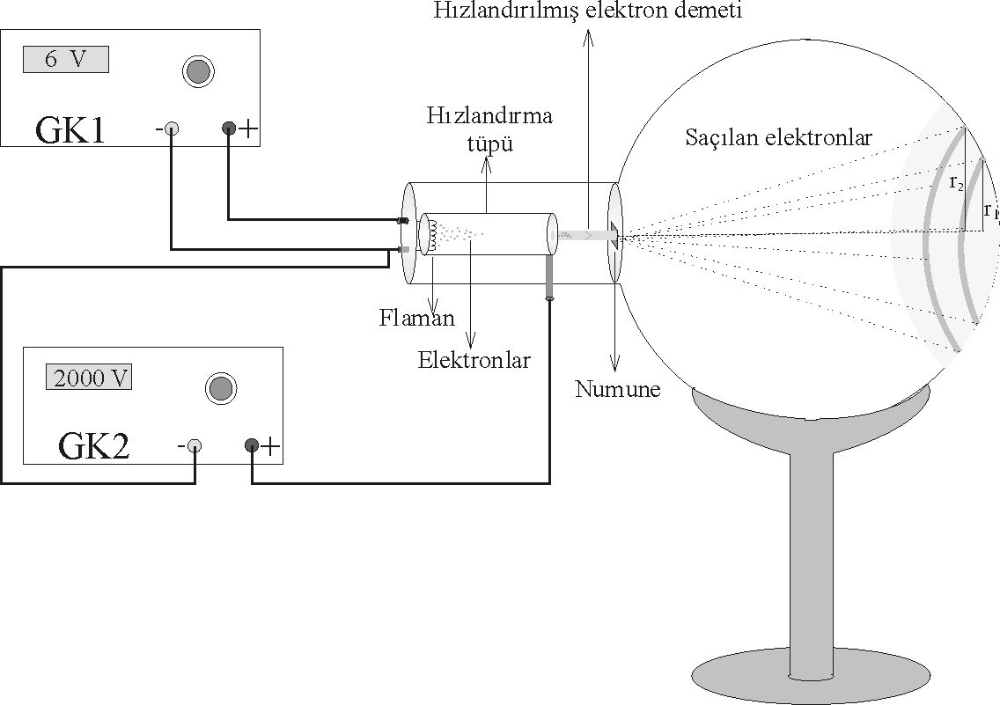 Hızlandırılmış elektron demeti
6 V
GK1
- +
Hızlandırma
tüpü
Saçılan elektronlar
r2
r1
Flaman
Elektronlar
Numune
2000 V
GK2
- +